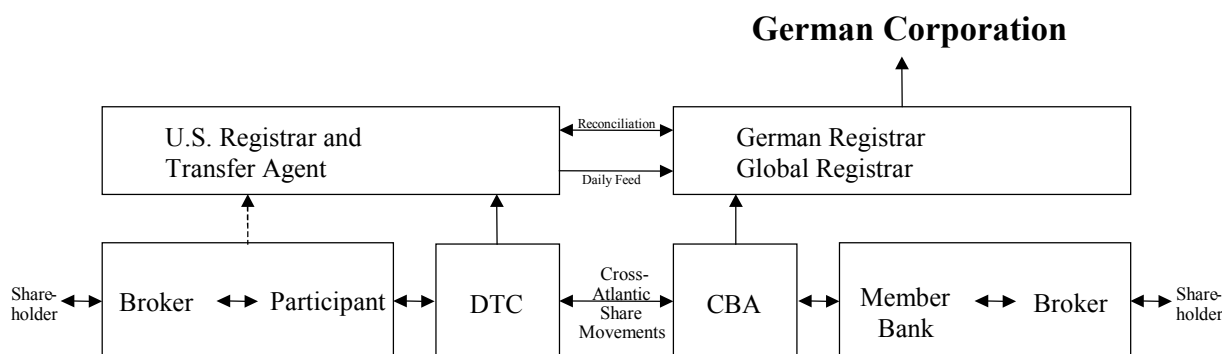 German Corporation
U.S. Registrar and
Transfer Agent
Reconciliation
Daily Feed
German Registrar
Global Registrar
Share-
holder
Broker
Participant
DTC
Cross-
Atlantic
Share
Movements
CBA
Member
Bank
Broker
Share-
holder